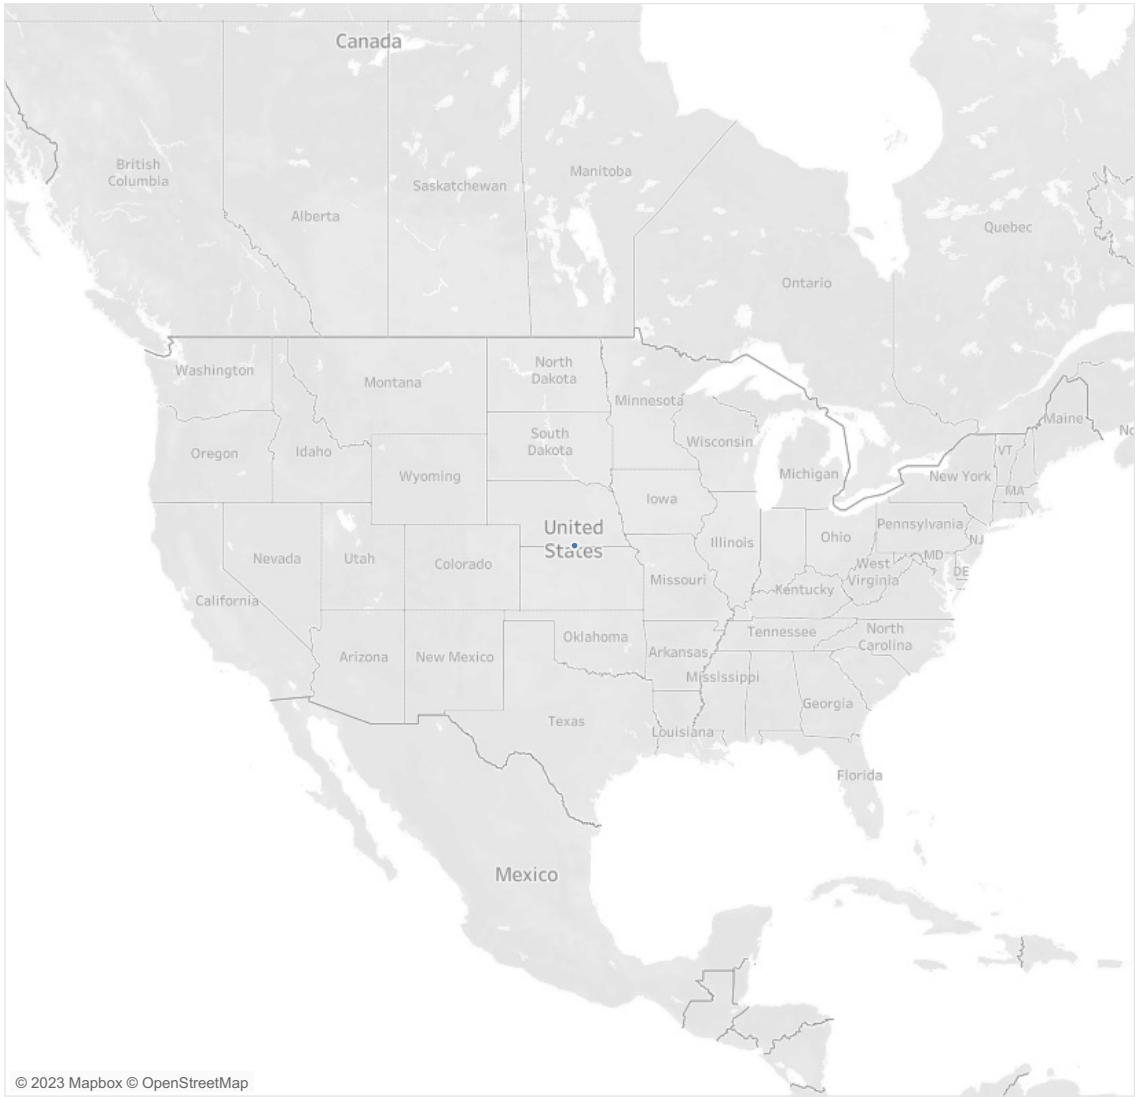 Canada
British
Columbia
Alberta
Saskatchewan
Manitoba
Quebec
Ontario
Washington
Montana
North
Dakota
Minnesota
Maine
No
Oregon
Idaho
Wyoming
South
Dakota
Wisconsin
Michigan
New York
VT
MA
Iowa
United
States
Nevada
Utah
Colorado
Illinois
Ohio
Pennsylvania
NJ
MD
DE
West
Virginia
California
Missouri
Kentucky
Arizona
New Mexico
Oklahoma
Arkansas
Tennessee
North
Carolina
Mississippi
Georgia
Texas
Louisiana
Florida
Mexico
© 2023 Mapbox © OpenStreetMap